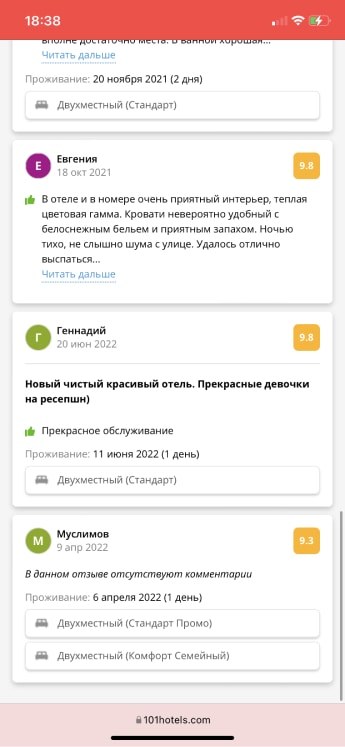 18:38
вполне достаточно места. В ванной хорошая...
Читать дальше
Проживание: 20 ноября 2021 (2 дня)
Двухместный (Стандарт)
Е
Евгения
18 окт 2021
9.8
В отеле и в номере очень приятный интерьер, теплая
цветовая гамма. Кровати невероятно удобный с
белоснежным бельем и приятным запахом. Ночью
тихо, не слышно шума с улице. Удалось отлично
выспаться...
Читать дальше
Г
Геннадий
20 июн 2022
9.8
Новый чистый красивый отель. Прекрасные девочки
на ресепшн)
Прекрасное обслуживание
Проживание: 11 июня 2022 (1 день)
Двухместный (Стандарт)
М
Муслимов
9 апр 2022
9.3
В данном отзыве отсутствуют комментарии
Проживание: 6 апреля 2022 (1 день)
Двухместный (Стандарт Промо)
Двухместный (Комфорт Семейный)
101hotels.com